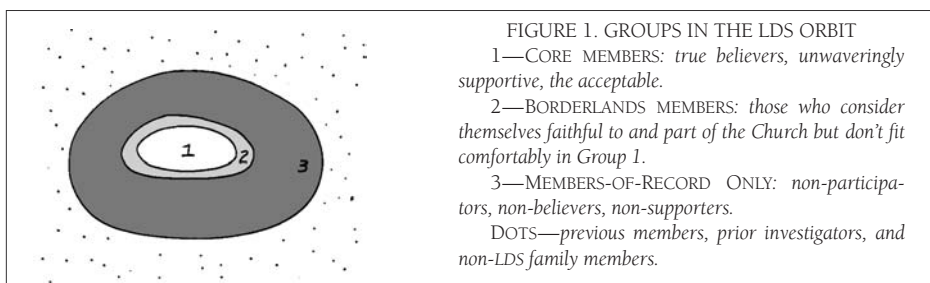 FIGURE 1. GROUPS IN THE LDS ORBIT
1—CORE MEMBERS: true believers, unwaveringly
supportive, the acceptable.
2—BORDERLANDS MEMBERS: those who consider
themselves faithful to and part of the Church but don't fit
comfortably in Group 1.
3—MEMBERS-OF-RECORD ONLY: non-participa-
tors, non-believers, non-supporters.
DOTS—previous members, prior investigators, and
non-LDS family members.
1
2
3